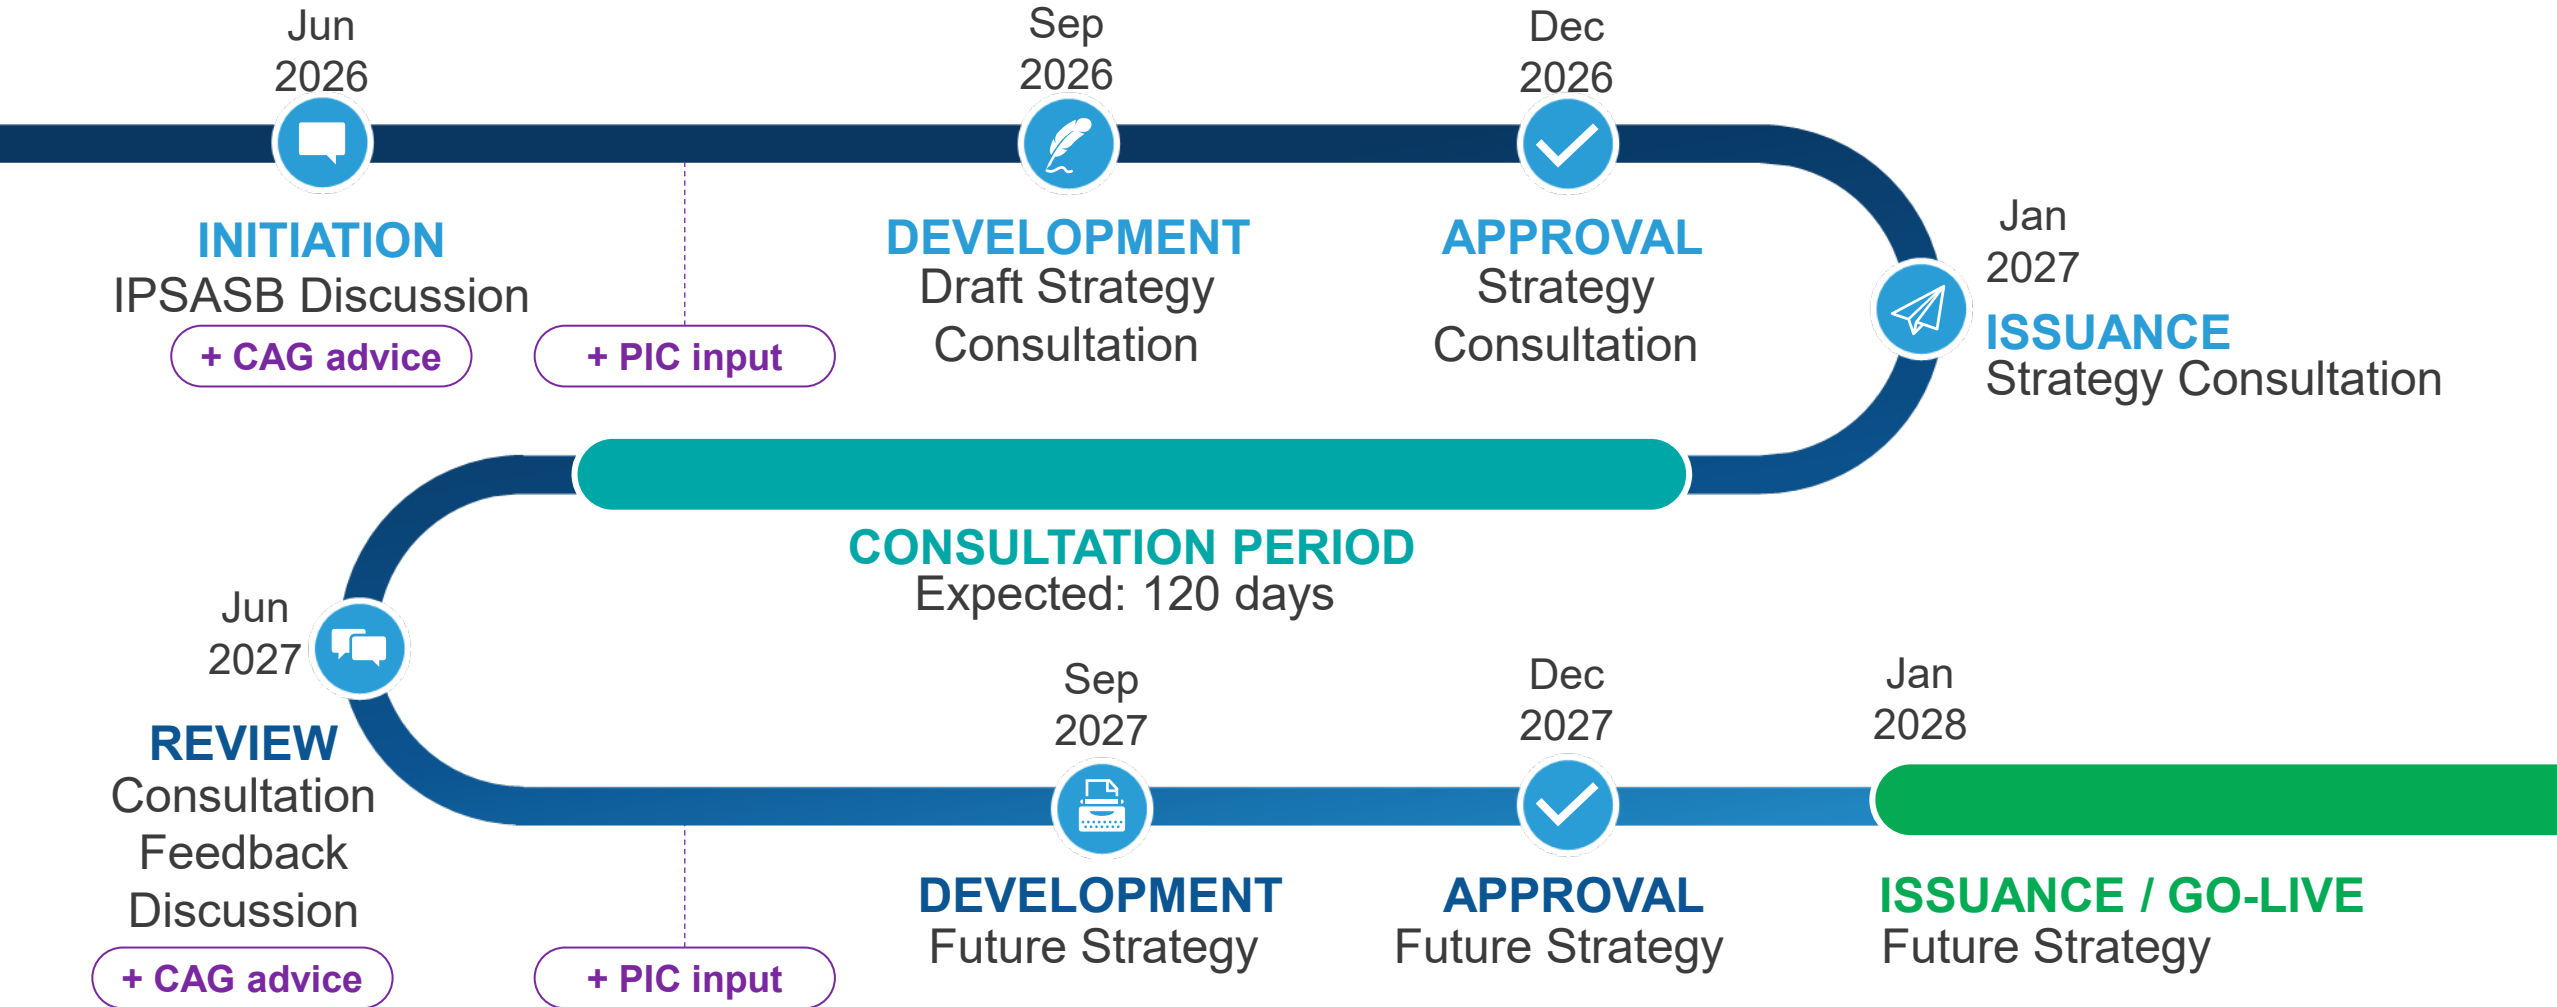 Jun
2026
INITIATION
IPSASB Discussion
+ CAG advice
+ PIC input
Sep
2026
DEVELOPMENT
Draft Strategy
Consultation
Dec
2026
APPROVAL
Strategy
Consultation
Jan
2027
ISSUANCE
Strategy Consultation
CONSULTATION PERIOD
Expected: 120 days
Jun
2027
REVIEW
Consultation
Feedback
Discussion
+ CAG advice
+ PIC input
Sep
2027
DEVELOPMENT
Future Strategy
Dec
2027
APPROVAL
Future Strategy
Jan
2028
ISSUANCE / GO-LIVE
Future Strategy